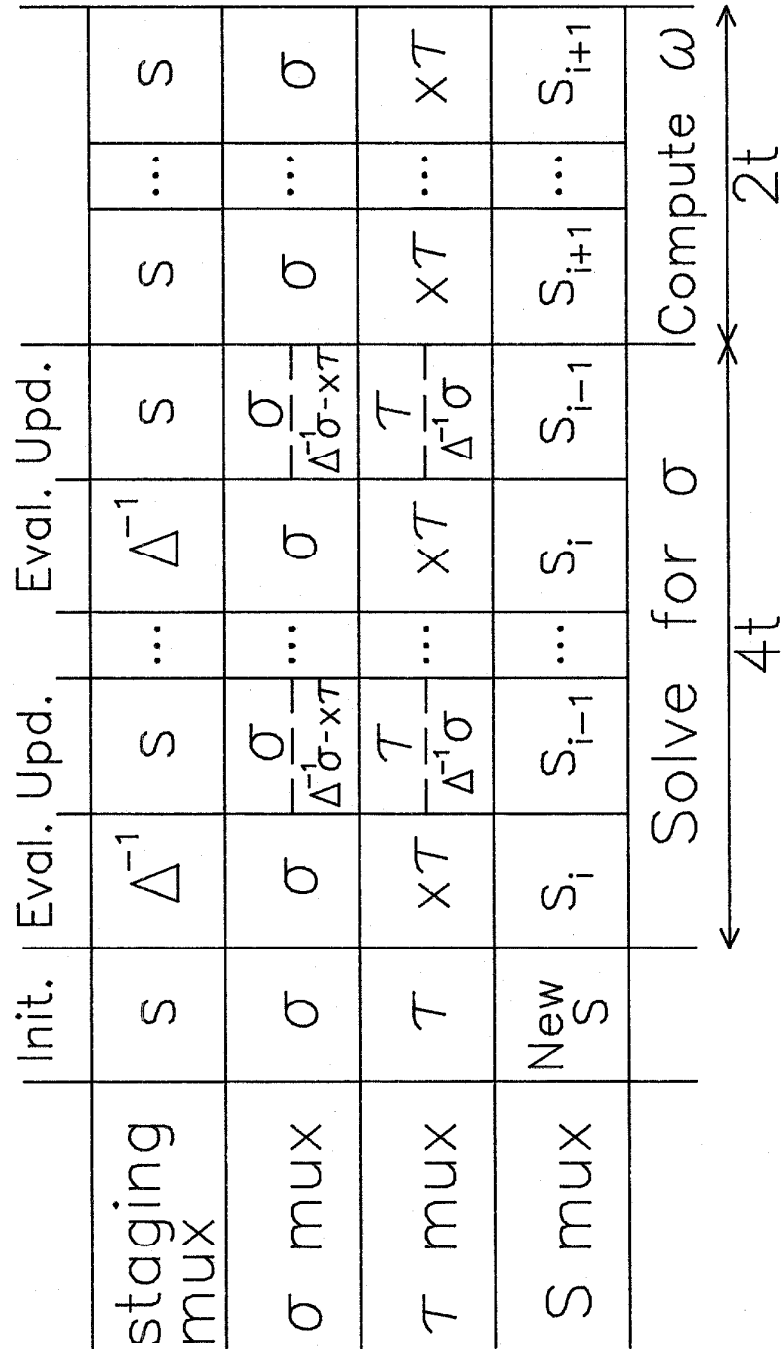 Init. Eval. Upd. Eval. Upd.
staging mux S Δ⁻¹ S ... Δ⁻¹ S S ... S
σ mux σ σ σ Δ⁻¹σ-xτ ... σ σ Δ⁻¹σ-xτ σ ... σ
τ mux τ xτ τ Δ⁻¹σ ... xτ τ Δ⁻¹σ xτ ... xτ
S mux New S Sᵢ Sᵢ₋₁ ... Sᵢ Sᵢ₋₁ Sᵢ₊₁ ... Sᵢ₊₁
Solve for σ Compute ω
4t 2t